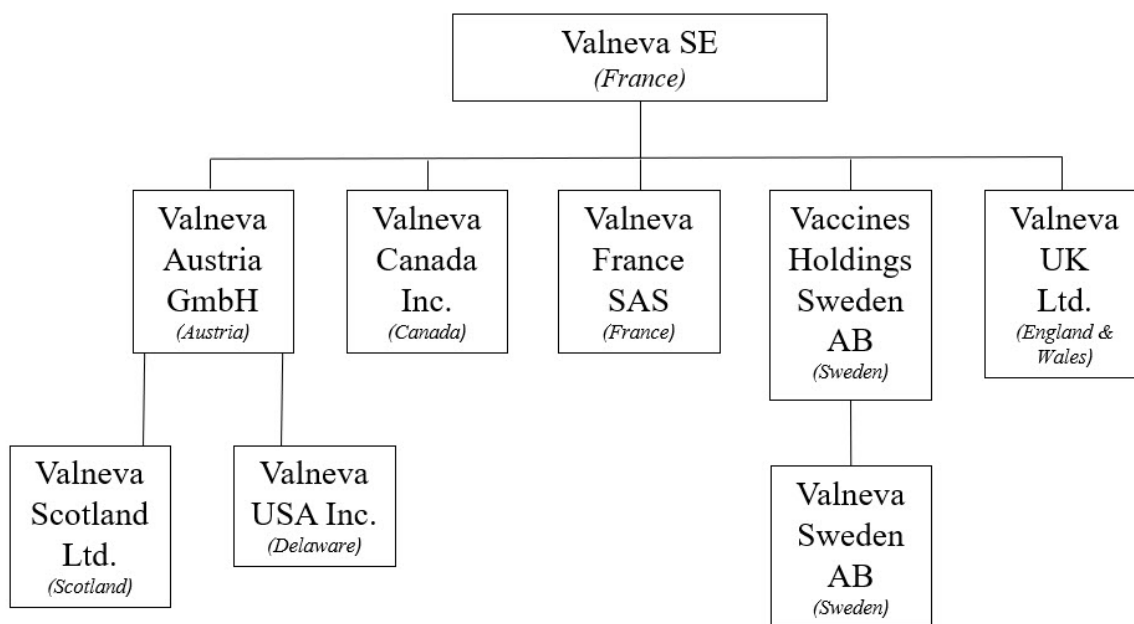 Valneva SE
(France)
Valneva
Austria
GmbH
(Austria)
Valneva
Canada
Inc.
(Canada)
Valneva
France
SAS
(France)
Vaccines
Holdings
Sweden
AB
(Sweden)
Valneva
UK
Ltd.
(England &
Wales)
Valneva
Scotland
Ltd.
(Scotland)
Valneva
USA Inc.
(Delaware)
Valneva
Sweden
AB
(Sweden)